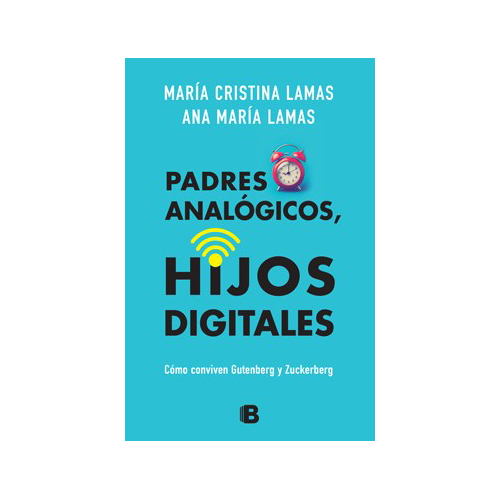 MARÍA CRISTINA LAMAS
ANA MARÍA LAMAS
PADRES
ANALÓGICOS,
HIJOS
DIGITALES
Cómo conviven Gutenberg y Zuckerberg
B